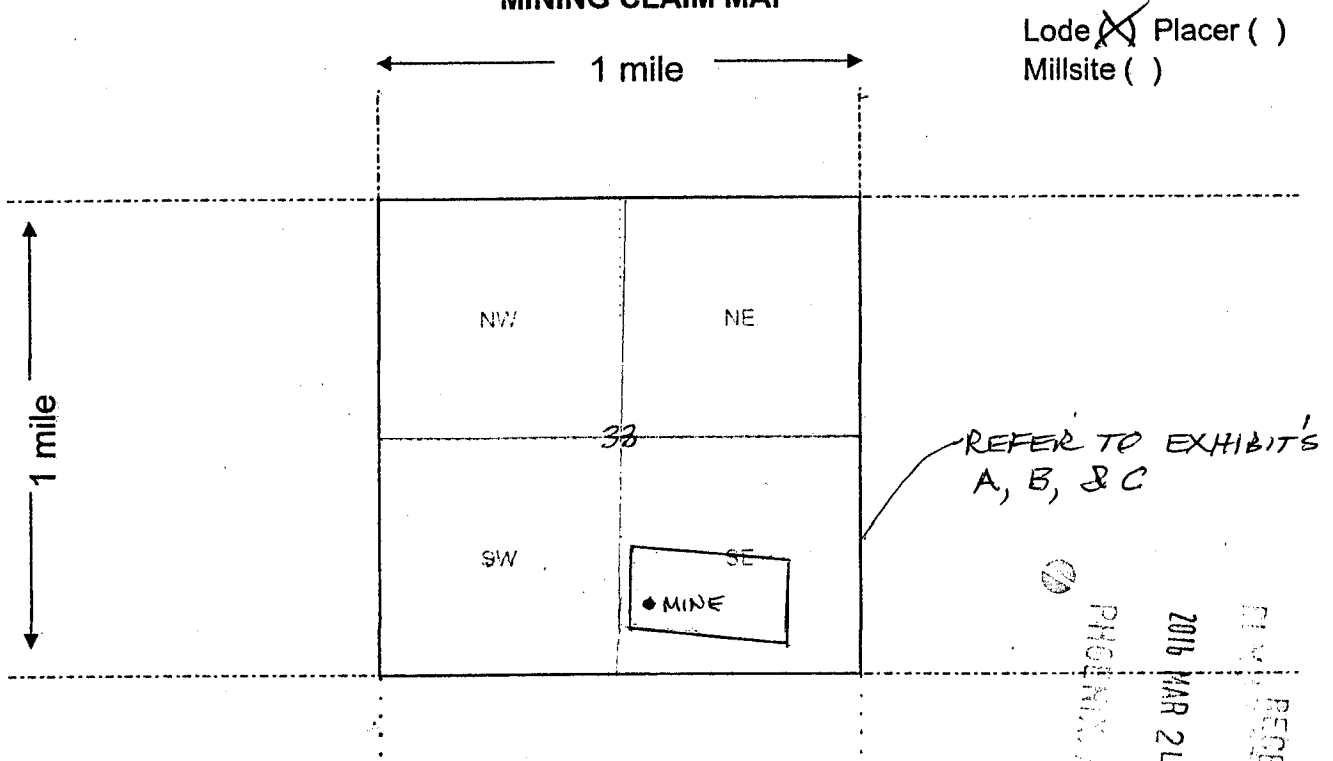 MINING CLAIM MAP
Lode (X) Placer ( )
Millsite ( )
1 mile
1 mile
NW
NE
33
REFER TO EXHIBIT'S
A, B, & C
SW
SE
MINE
2016 MAR 2
PHOENIX